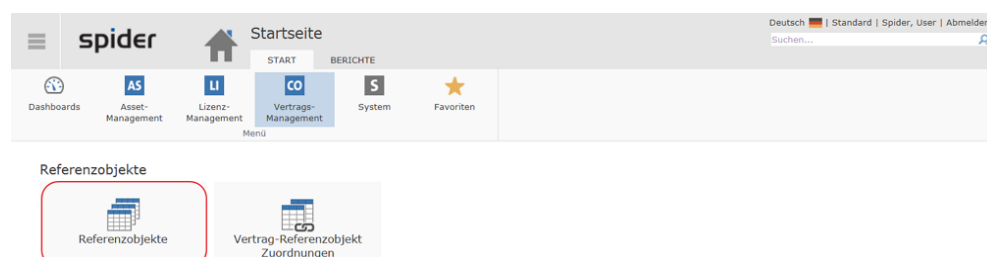 Deutsch | Standard | Spider, User | Abmelden
spider
Startseite
Suchen...
START BERICHTE
AS LI CO S
Dashboards Asset-Management Lizenz-Management Vertrags-Management System Favoriten
Menü
Referenzobjekte
Referenzobjekte
Vertrag-Referenzobjekt
Zuordnungen